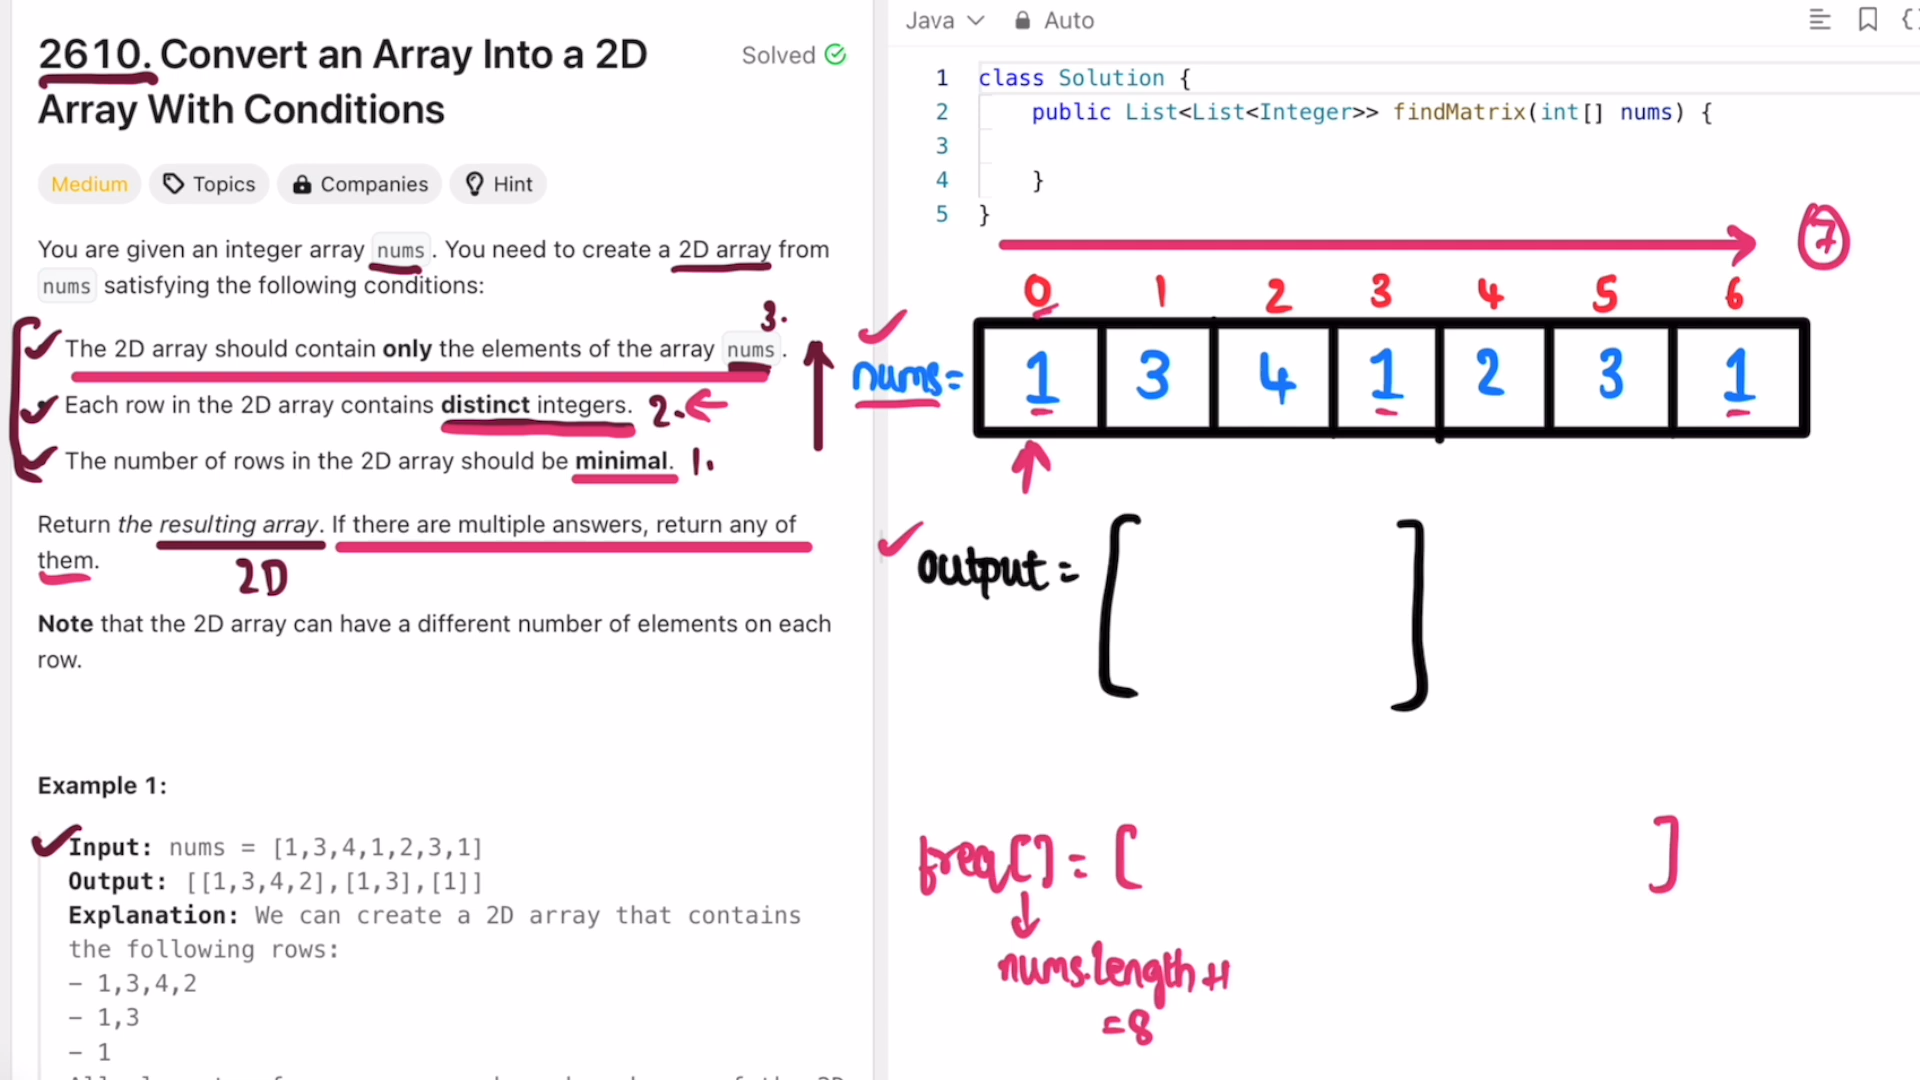 2610. Convert an Array Into a 2D
Array With Conditions
Solved
Medium
Topics
Companies
Hint
You are given an integer array nums. You need to create a 2D array from
nums satisfying the following conditions:
3.
The 2D array should contain only the elements of the array nums.
Each row in the 2D array contains distinct integers. 2.
The number of rows in the 2D array should be minimal. 1.
Return the resulting array. If there are multiple answers, return any of
them.
2D
Note that the 2D array can have a different number of elements on each
row.
Example 1:
Input: nums = [1,3,4,1,2,3,1]
Output: [[1,3,4,2],[1,3],[1]]
Explanation: We can create a 2D array that contains
the following rows:
- 1,3,4,2
- 1,3
- 1
Java
Auto
1 class Solution {
2 public List<List<Integer>> findMatrix(int[] nums) {
3
4 }
5 }
7
0 1 2 3 4 5 6
nums= 1 3 4 1 2 3 1
output = [ ]
freq[] = [ ]
nums.length+1
=8